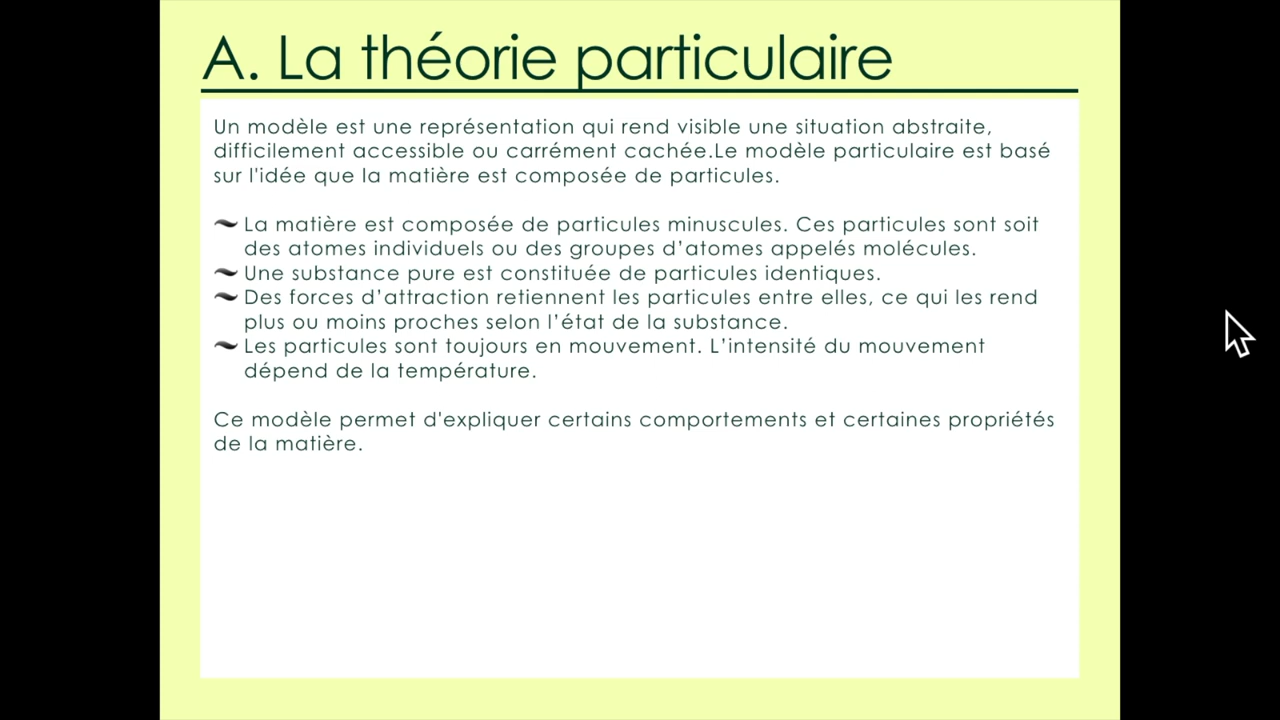 A. La théorie particulaire
Un modèle est une représentation qui rend visible une situation abstraite,
difficilement accessible ou carrément cachée.Le modèle particulaire est basé
sur l'idée que la matière est composée de particules.
La matière est composée de particules minuscules. Ces particules sont soit
des atomes individuels ou des groupes d’atomes appelés molécules.
Une substance pure est constituée de particules identiques.
Des forces d’attraction retiennent les particules entre elles, ce qui les rend
plus ou moins proches selon l’état de la substance.
Les particules sont toujours en mouvement. L’intensité du mouvement
dépend de la température.
Ce modèle permet d'expliquer certains comportements et certaines propriétés
de la matière.